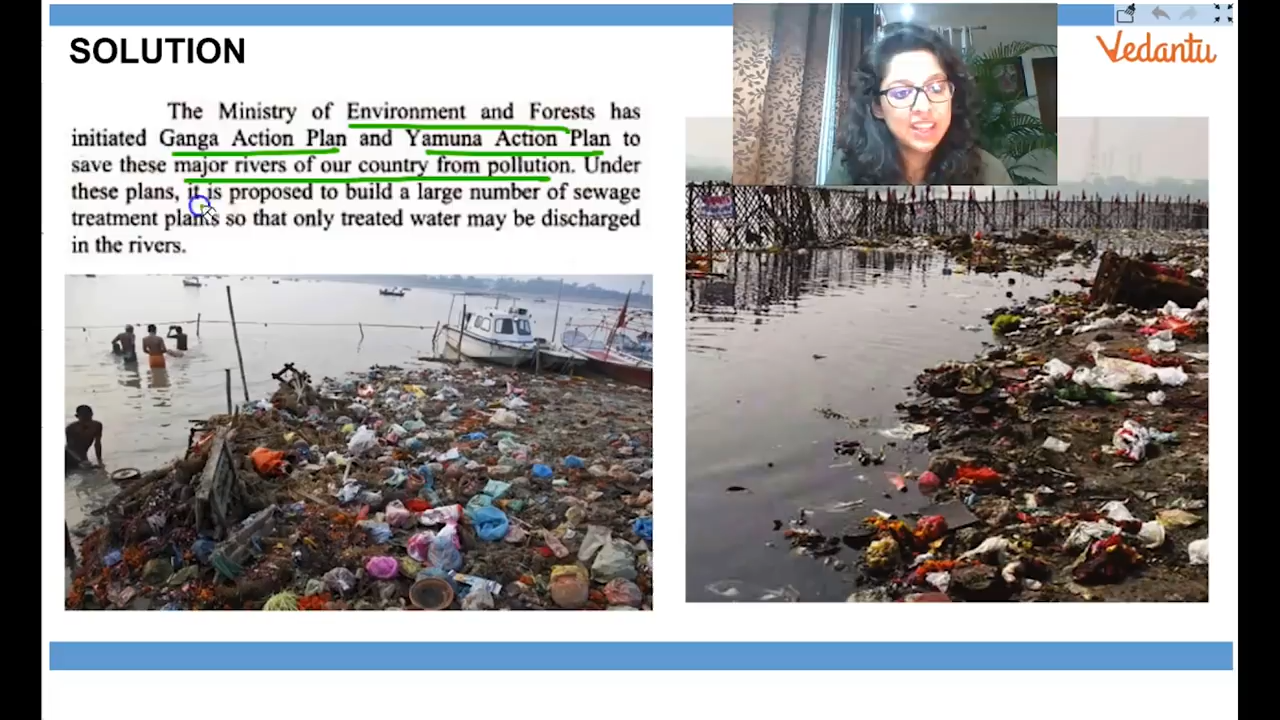 SOLUTION
Vedantu
The Ministry of Environment and Forests has
initiated Ganga Action Plan and Yamuna Action Plan to
save these major rivers of our country from pollution. Under
these plans, it is proposed to build a large number of sewage
treatment plants so that only treated water may be discharged
in the rivers.